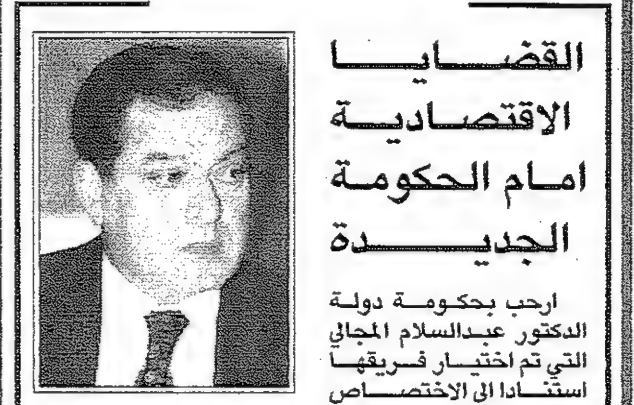 القضايا
الاقتصادية
امام الحكومة
الجديدة
ارحب بحكومة دولة
الدكتور عبدالسلام المجالي
التي تم اختيار فريقها
استنادا الى الاختصاص